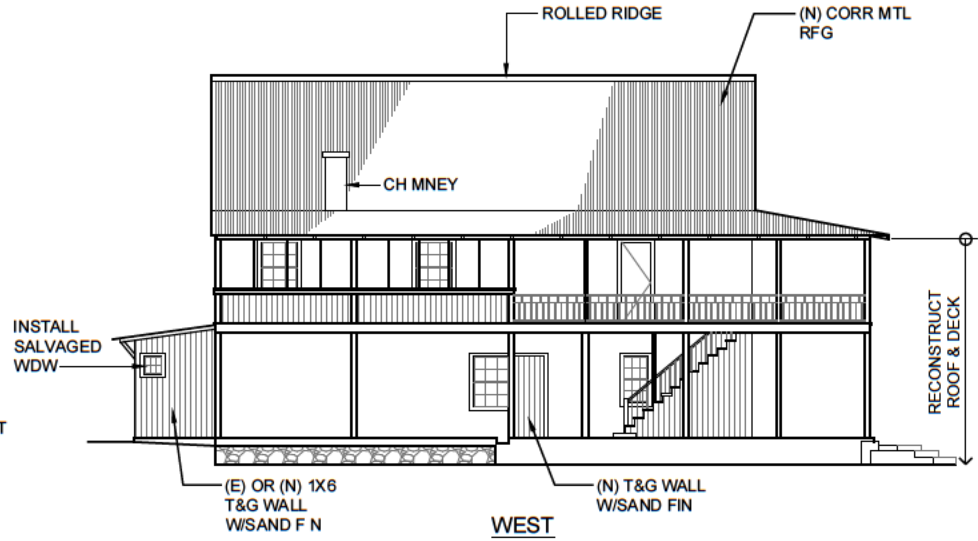 ROLLED RIDGE
(N) CORR MTL
RFG
CH MNEY
INSTALL
SALVAGED
WDW
RECONSTRUCT
ROOF & DECK
T
(E) OR (N) 1X6
T&G WALL
W/SAND F N
(N) T&G WALL
W/SAND FIN
WEST